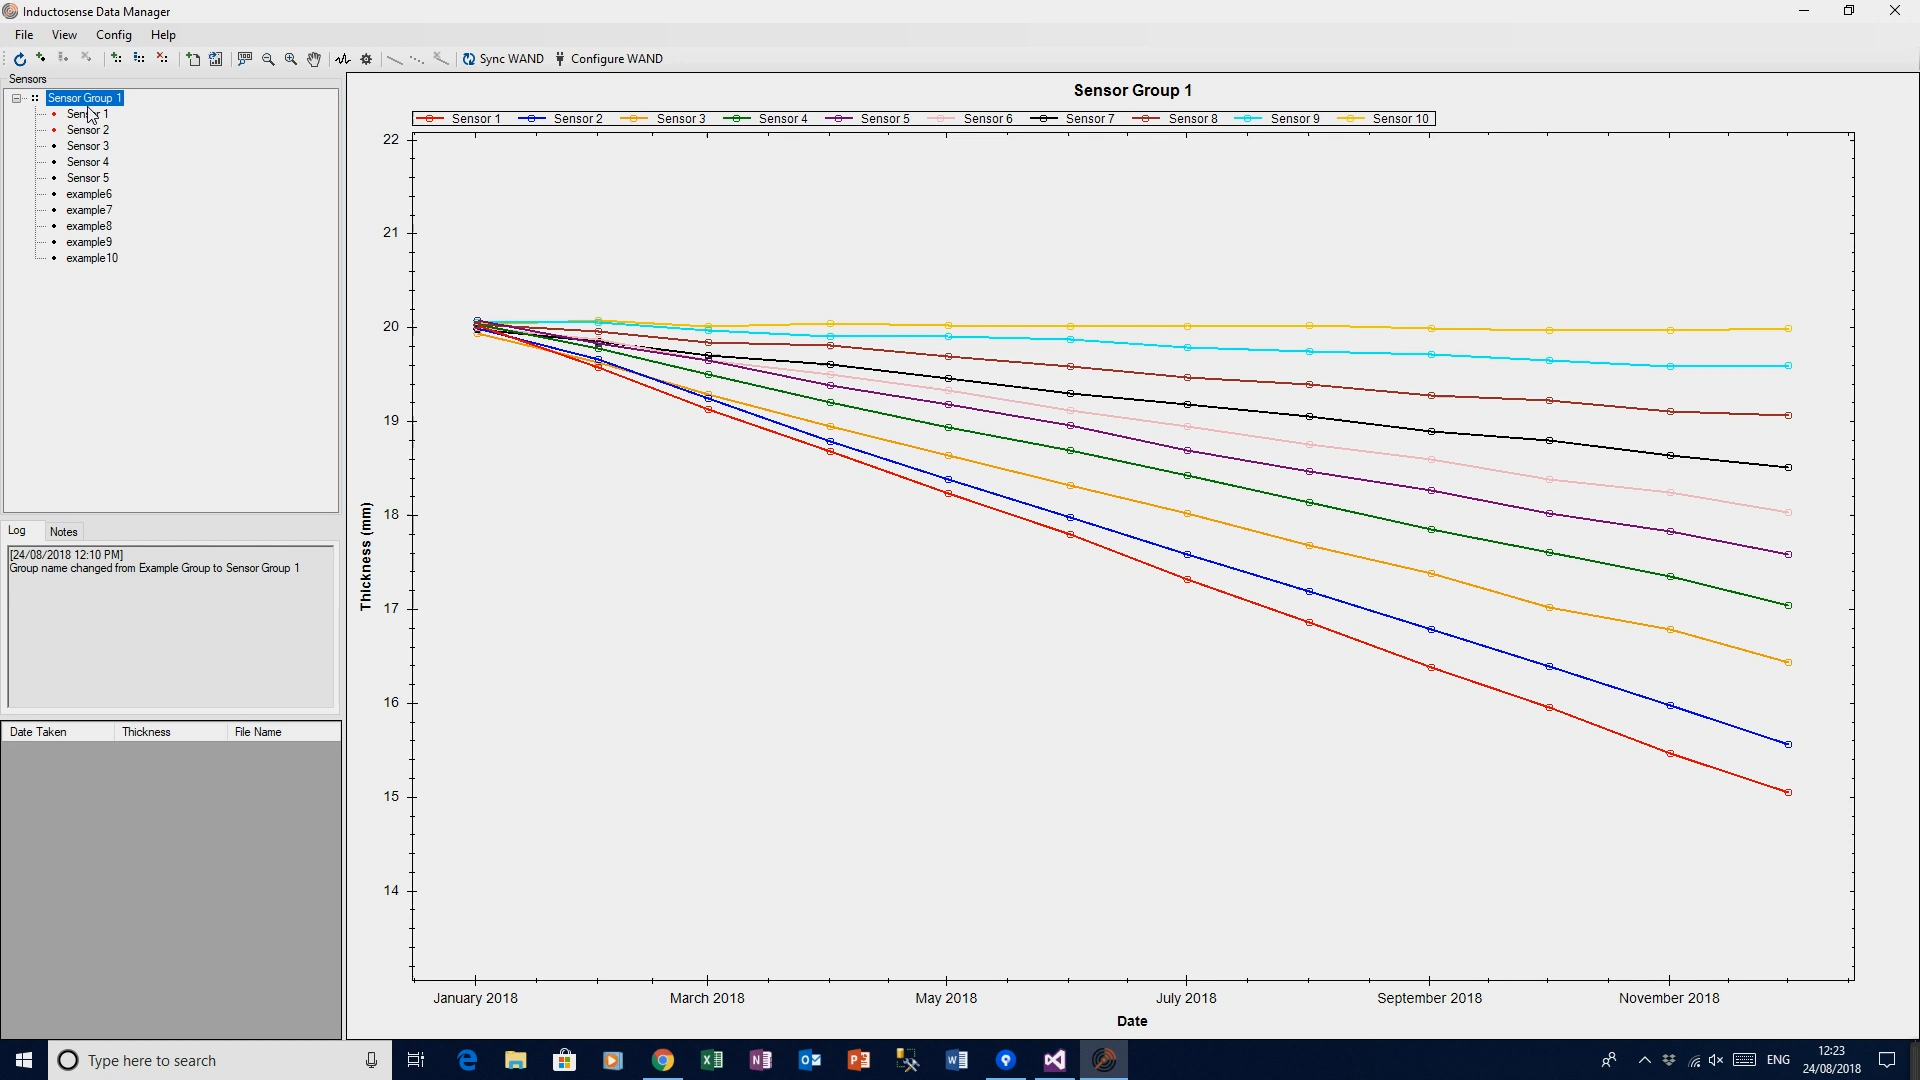 Inductosense Data Manager
File View Config Help
Sync WAND Configure WAND
Sensors
Sensor Group 1
Sensor 1
Sensor 2
Sensor 3
Sensor 4
Sensor 5
example6
example7
example8
example9
example10
Log Notes
[24/08/2018 12:10 PM]
Group name changed from Example Group to Sensor Group 1
Date Taken Thickness File Name
Sensor Group 1
Sensor 1 Sensor 2 Sensor 3 Sensor 4 Sensor 5 Sensor 6 Sensor 7 Sensor 8 Sensor 9 Sensor 10
22
21
20
19
18
17
16
15
14
Thickness (mm)
January 2018 March 2018 May 2018 July 2018 September 2018 November 2018
Date
Type here to search
ENG
12:23
24/08/2018